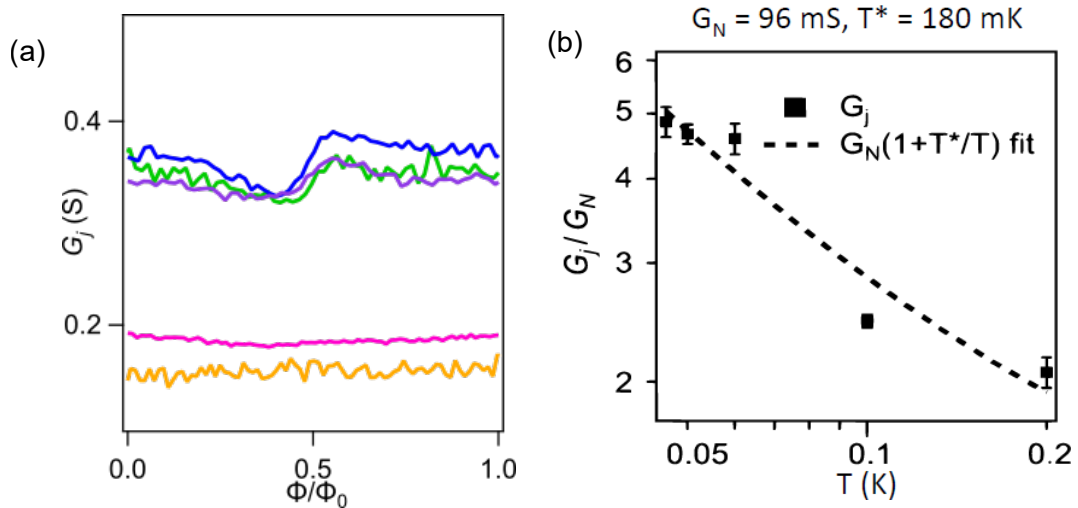 (a)
0.4
0.2
G_j (S)
0.0 0.5 1.0
Φ/Φ₀
G_N = 96 mS, T* = 180 mK
(b)
6
5
4
3
2
G_j / G_N
G_j
G_N(1+T*/T) fit
0.05 0.1 0.2
T (K)